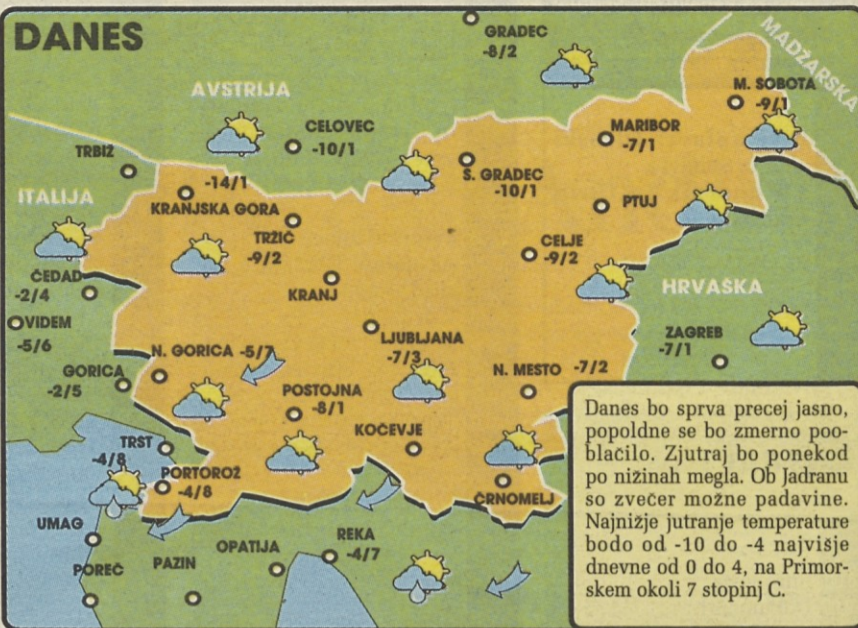 DANES
GRADEC
-8/2
MADŽARSKA
AVSTRIJA
M. SOBOTA
-9/1
CELOVEC
-10/1
MARIBOR
-7/1
TRBIŽ
S. GRADEC
-10/1
-14/1
KRANJSKA GORA
ITALIJA
PTUJ
TRŽIČ
-9/2
CELJE
-9/2
ČEDAD
-2/4
KRANJ
HRVAŠKA
VIDEM
-5/6
LJUBLJANA
-7/3
ZAGREB
-7/1
N. GORICA -5/7
GORICA
-2/5
N. MESTO -7/2
POSTOJNA
-8/1
KOČEVJE
TRST
-4/8
PORTOROŽ
-4/8
ČRNOMELJ
UMAG
REKA
-4/7
OPATIJA
PAZIN
POREČ
Danes bo sprva precej jasno,
popoldne se bo zmerno poo-
blačilo. Zjutraj bo ponekod
po nižinah megla. Ob Jadranu
so zvečer možne padavine.
Najnižje jutranje temperature
bodo od -10 do -4 najvišje
dnevne od 0 do 4, na Primor-
skem okoli 7 stopinj C.